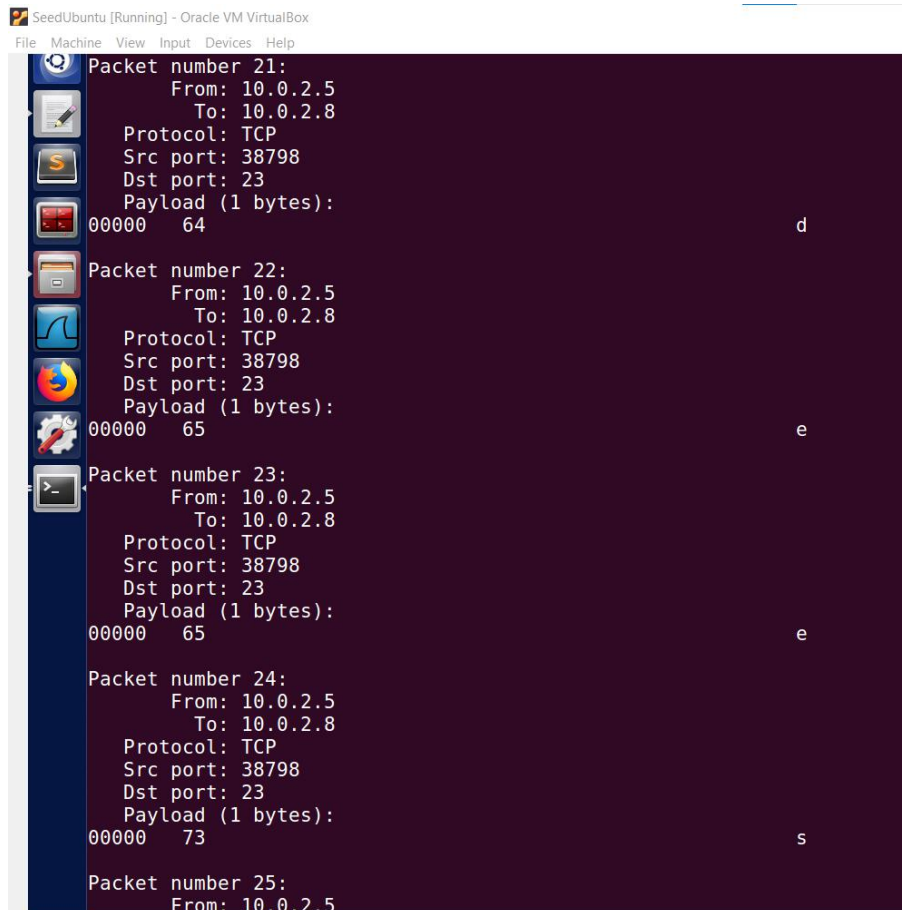 SeedUbuntu [Running] - Oracle VM VirtualBox
File Machine View Input Devices Help
Packet number 21:
From: 10.0.2.5
To: 10.0.2.8
Protocol: TCP
Src port: 38798
Dst port: 23
Payload (1 bytes):
00000 64 d
Packet number 22:
From: 10.0.2.5
To: 10.0.2.8
Protocol: TCP
Src port: 38798
Dst port: 23
Payload (1 bytes):
00000 65 e
Packet number 23:
From: 10.0.2.5
To: 10.0.2.8
Protocol: TCP
Src port: 38798
Dst port: 23
Payload (1 bytes):
00000 65 e
Packet number 24:
From: 10.0.2.5
To: 10.0.2.8
Protocol: TCP
Src port: 38798
Dst port: 23
Payload (1 bytes):
00000 73 s
Packet number 25:
From: 10.0.2.5